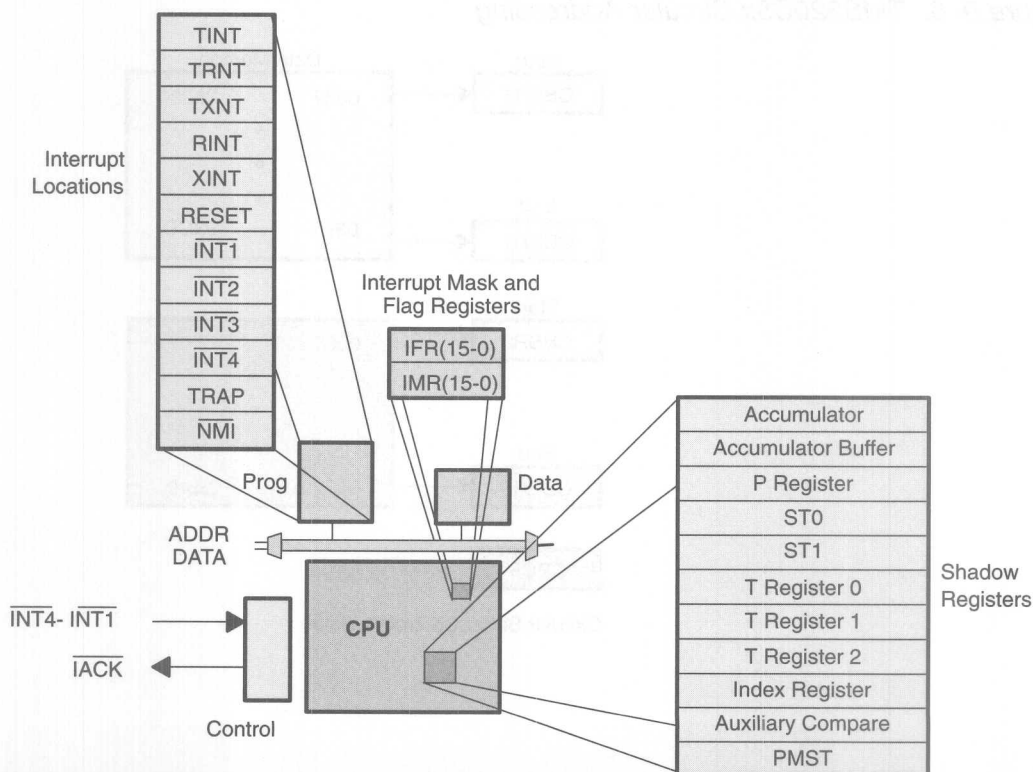 TINT
TRNT
TXNT
RINT
XINT
RESET
INT1
INT2
INT3
INT4
TRAP
NMI
Interrupt
Locations
Interrupt Mask and
Flag Registers
IFR(15-0)
IMR(15-0)
Prog
Data
ADDR
DATA
CPU
INT4- INT1
IACK
Control
Accumulator
Accumulator Buffer
P Register
ST0
ST1
T Register 0
T Register 1
T Register 2
Index Register
Auxiliary Compare
PMST
Shadow
Registers